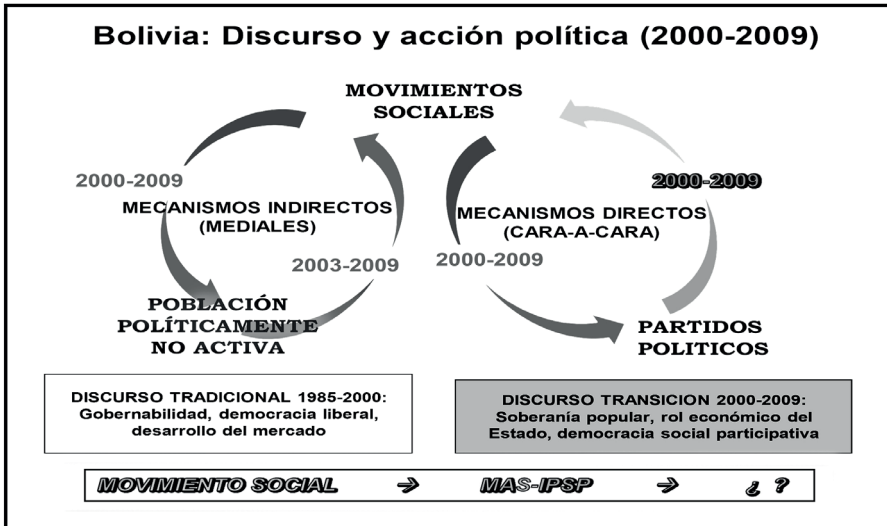 Bolivia: Discurso y acción política (2000-2009)
MOVIMIENTOS
SOCIALES
2000-2009
MECANISMOS INDIRECTOS
(MEDIALES)
2003-2009
POBLACIÓN
POLÍTICAMENTE
NO ACTIVA
2000-2009
MECANISMOS DIRECTOS
(CARA-A-CARA)
2000-2009
PARTIDOS
POLITICOS
DISCURSO TRADICIONAL 1985-2000:
Gobernabilidad, democracia liberal,
desarrollo del mercado
DISCURSO TRANSICION 2000-2009:
Soberanía popular, rol económico del
Estado, democracia social participativa
MOVIMIENTO SOCIAL → MAS-IPSP → ¿ ?